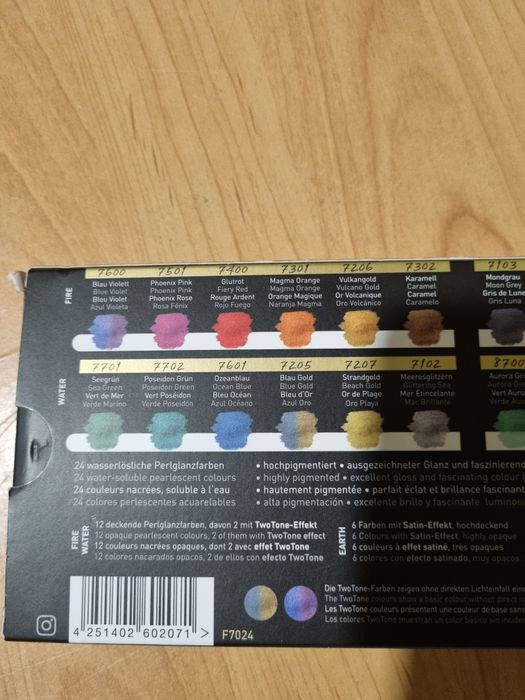 7600 7501 7400 7301 7206 7302 7103
FIRE
Blau Violett
Blue Violet
Bleu Violet
Azul Violeta
Phoenix Pink
Phoenix Pink
Phoenix Rose
Rosa Fénix
Glutrot
Fiery Red
Rouge Ardent
Rojo Fuego
Magma Orange
Magma Orange
Orange Magique
Naranja Magma
Vulkangold
Vulcano Gold
Or Volcanique
Oro Volcánico
Karamell
Caramel
Caramel
Caramelo
Mondgrau
Moon Grey
Gris de Lune
Gris Luna
7701 7702 7601 7205 7207 7102 8700
WATER
Seegrün
Sea Green
Vert de Mer
Verde Marino
Poseidon Grün
Poseidon Green
Vert Poséidon
Verde Poseidón
Ozeanblau
Ocean Blue
Bleu Océan
Azul Océano
Blau Gold
Blue Gold
Bleu d'Or
Azul Oro
Strandgold
Beach Gold
Or de Plage
Oro Playa
Meeresglitzern
Glittering Sea
Mer Étincelante
Mar Brillante
Aurora
Aurora
Vert
Verde
24 wasserlösliche Perlglanzfarben
24 water-soluble pearlescent colours
24 couleurs nacrées, soluble à l'eau
24 colores perlescentes acuarelables
• hochpigmentiert • ausgezeichneter Glanz und faszinierend
• highly pigmented • excellent gloss and fascinating
• hautement pigmentée • parfait éclat et brillance fascinant
• alta pigmentación • excelente brillo y fascinante
FIRE
WATER
12 deckende Perlglanzfarben, davon 2 mit TwoTone-Effekt
12 opaque pearlescent colours, 2 of them with TwoTone effect
12 couleurs nacrées opaques, dont 2 avec effet TwoTone
12 colores nacarados opacos, 2 de ellos con efecto TwoTone
EARTH
6 Farben mit Satin-Effekt, hochdeckend
6 Colours with Satin-Effect, highly opaque
6 couleurs à effet satiné, très opaques
6 colores con efecto satinado, muy opacos
4 251402 602071 >
F7024
Die TwoTone-Farben zeigen ohne direkten Lichteinfall
The TwoTone colours show a basic colour without direct
Les TwoTone couleurs présentent une couleur de base
Los colores TwoTone muestran un color básico sin